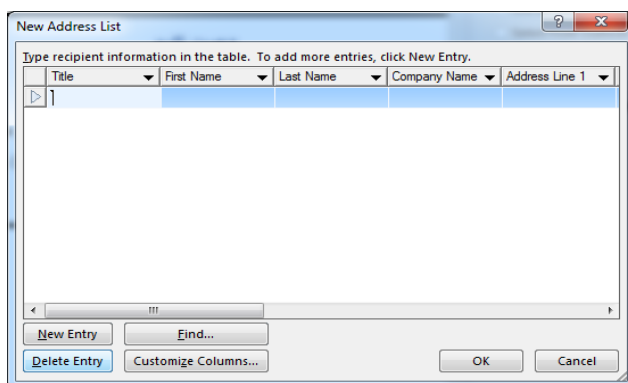 New Address List
Type recipient information in the table. To add more entries, click New Entry.
Title First Name Last Name Company Name Address Line 1
New Entry Find...
Delete Entry Customize Columns... OK Cancel